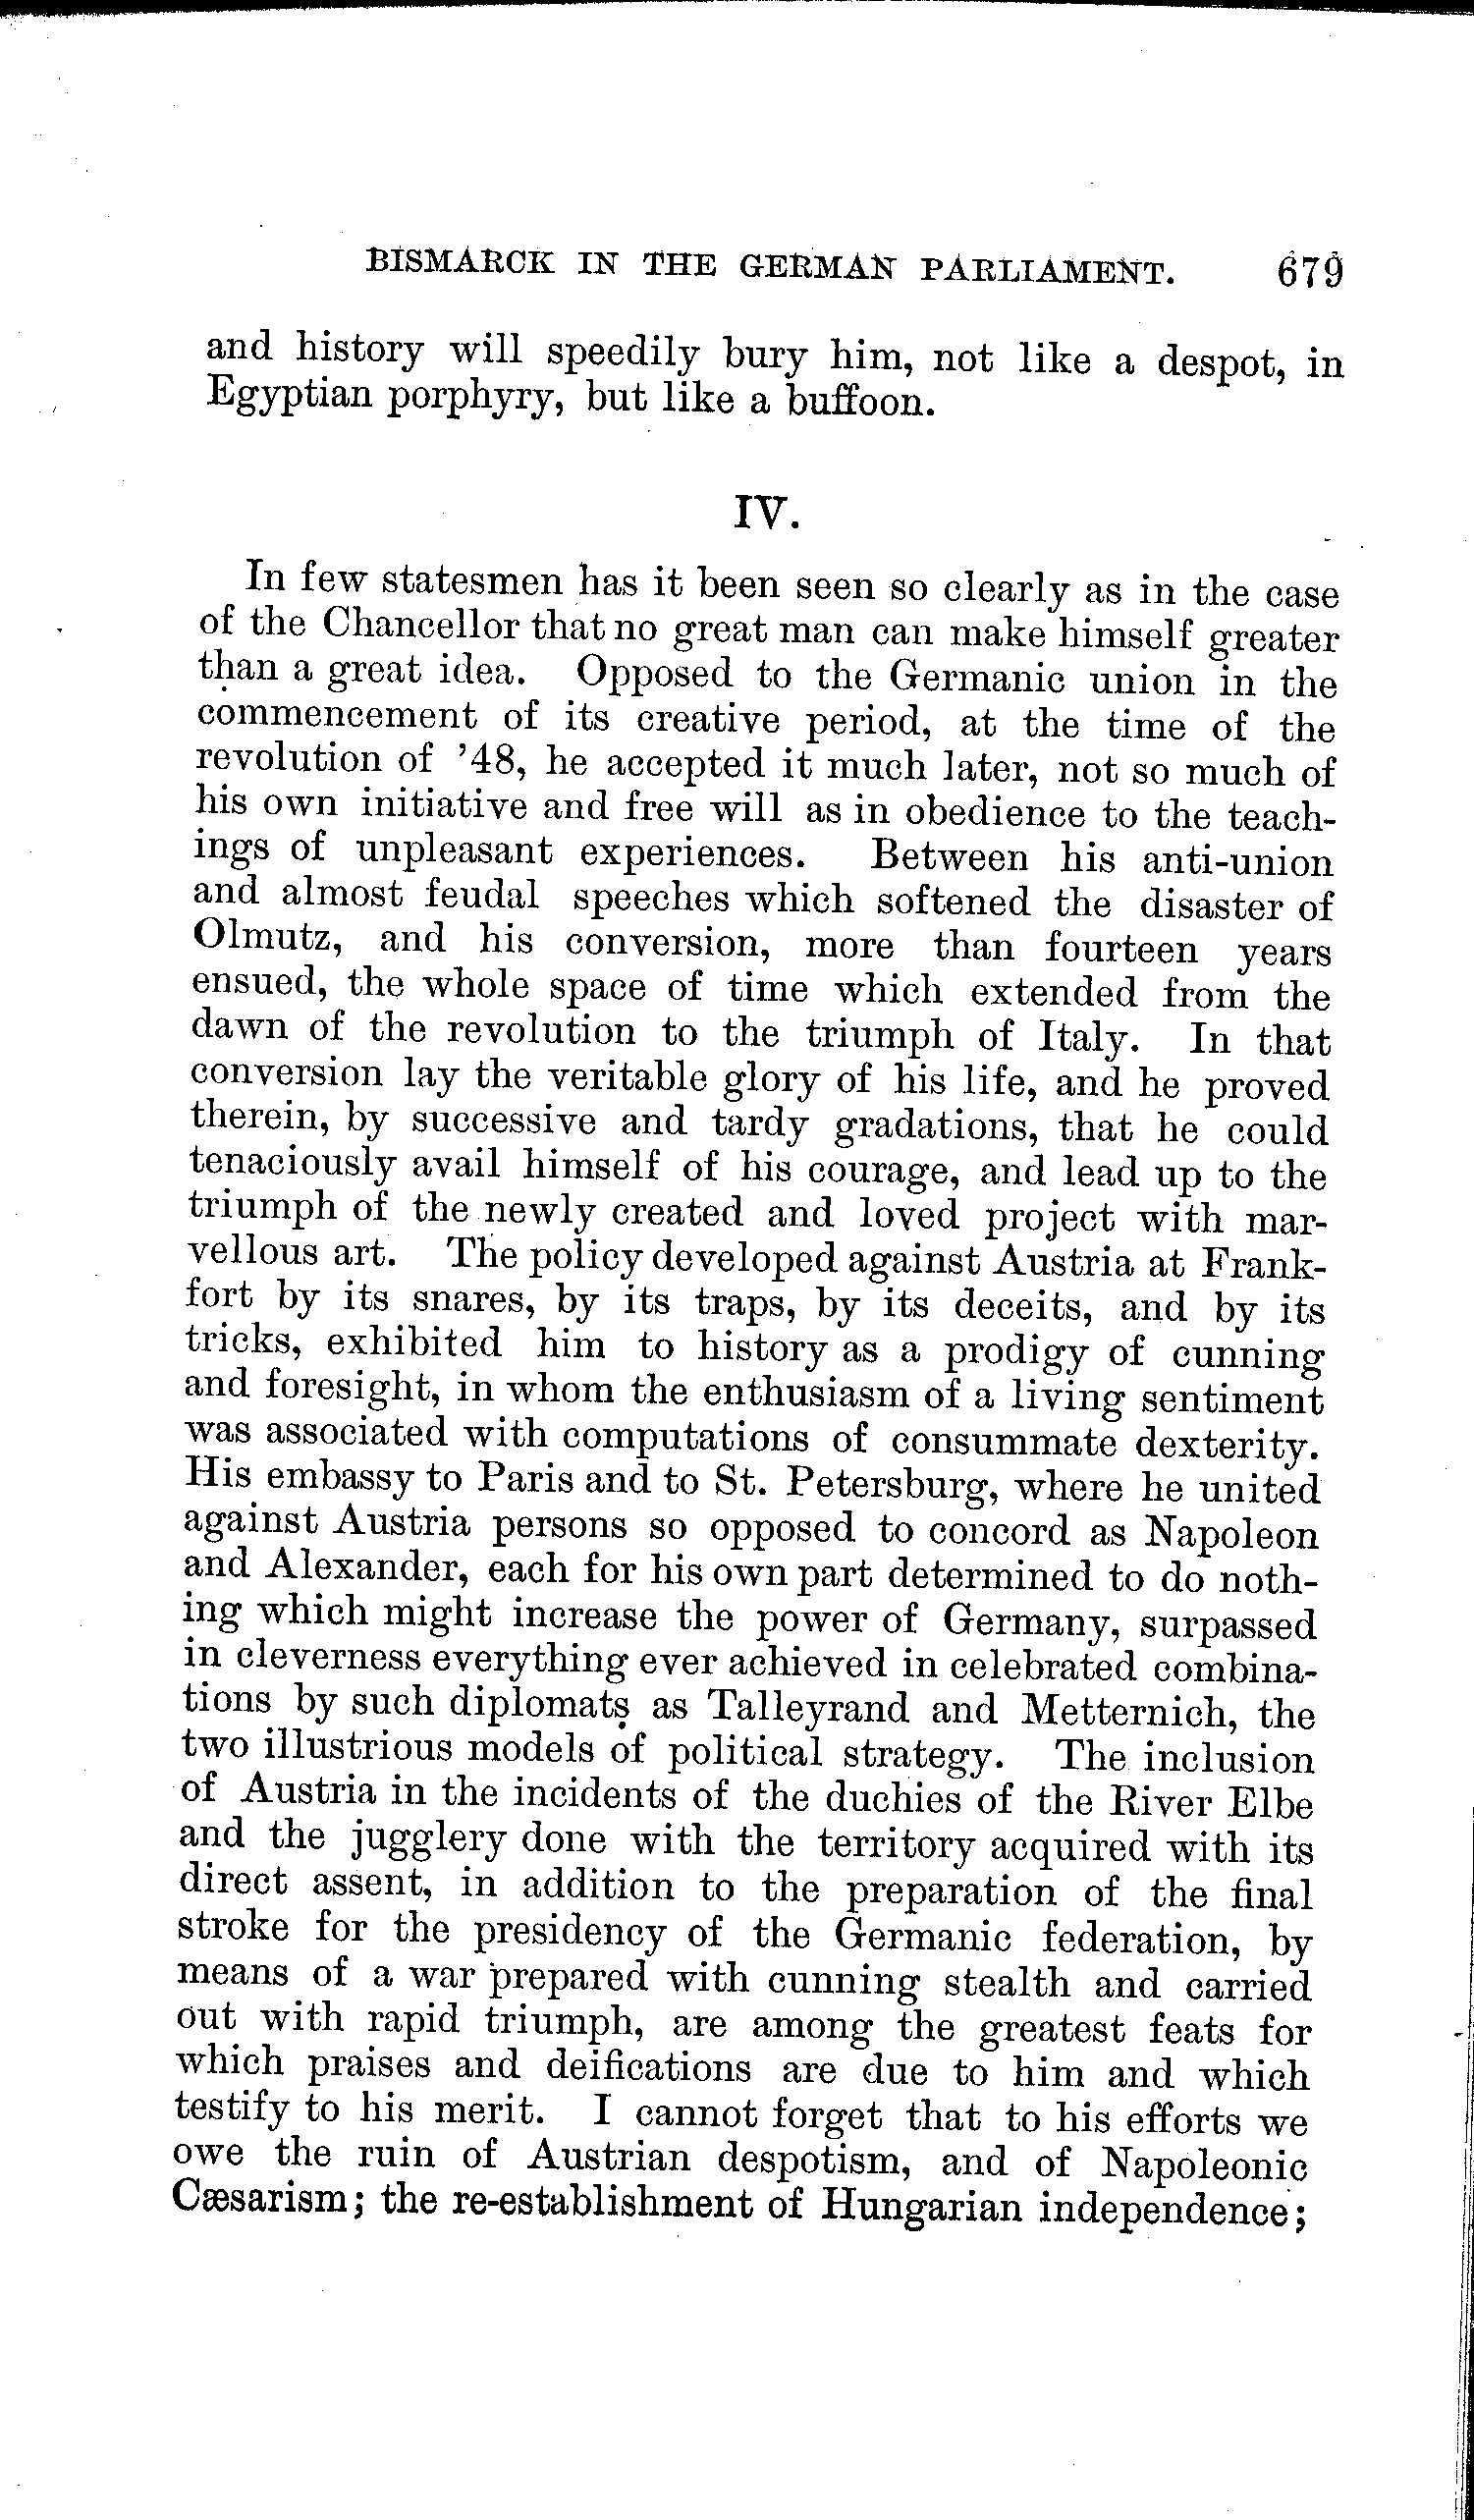 BISMARCK IN THE GERMAN PARLIAMENT. 679
and history will speedily bury him, not like a despot, in
Egyptian porphyry, but like a buffoon.
IV.
In few statesmen has it been seen so clearly as in the case
of the Chancellor that no great man can make himself greater
than a great idea. Opposed to the Germanic union in the
commencement of its creative period, at the time of the
revolution of ’48, he accepted it much later, not so much of
his own initiative and free will as in obedience to the teach-
ings of unpleasant experiences. Between his anti-union
and almost feudal speeches which softened the disaster of
Olmutz, and his conversion, more than fourteen years
ensued, the whole space of time which extended from the
dawn of the revolution to the triumph of Italy. In that
conversion lay the veritable glory of his life, and he proved
therein, by successive and tardy gradations, that he could
tenaciously avail himself of his courage, and lead up to the
triumph of the newly created and loved project with mar-
vellous art. The policy developed against Austria at Frank-
fort by its snares, by its traps, by its deceits, and by its
tricks, exhibited him to history as a prodigy of cunning
and foresight, in whom the enthusiasm of a living sentiment
was associated with computations of consummate dexterity.
His embassy to Paris and to St. Petersburg, where he united
against Austria persons so opposed to concord as Napoleon
and Alexander, each for his own part determined to do noth-
ing which might increase the power of Germany, surpassed
in cleverness everything ever achieved in celebrated combina-
tions by such diplomats as Talleyrand and Metternich, the
two illustrious models of political strategy. The inclusion
of Austria in the incidents of the duchies of the River Elbe
and the jugglery done with the territory acquired with its
direct assent, in addition to the preparation of the final
stroke for the presidency of the Germanic federation, by
means of a war prepared with cunning stealth and carried
out with rapid triumph, are among the greatest feats for
which praises and deifications are due to him and which
testify to his merit. I cannot forget that to his efforts we
owe the ruin of Austrian despotism, and of Napoleonic
Cæsarism; the re-establishment of Hungarian independence;